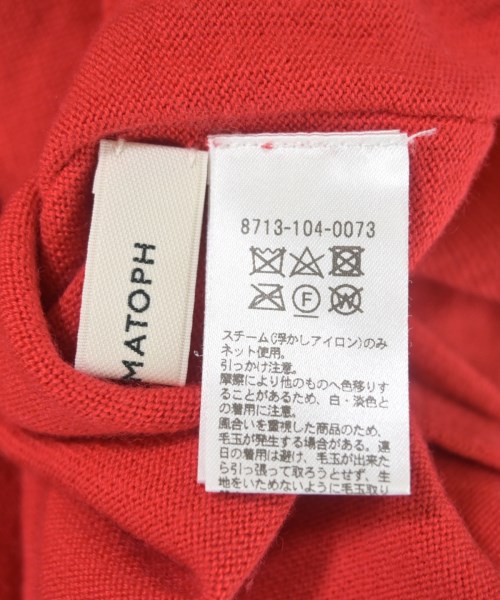 MATOPH
8713-104-0073
F
W
スチーム(浮かしアイロン)のみ
ネット使用。
引っかけ注意。
摩擦により他のものへ色移りす
ることがあるため、白・淡色と
の着用に注意。
風合いを重視した商品のため、
毛玉が発生する場合がある。連
日の着用は避け、毛玉が出来た
ら引っ張って取ろうとせず、生
地をいためないように毛玉取り